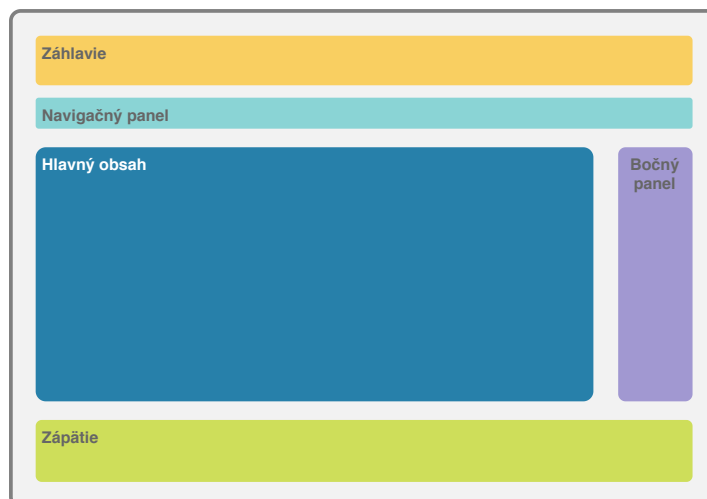 Záhlavie
Navigačný panel
Hlavný obsah
Bočný
panel
Zápätie